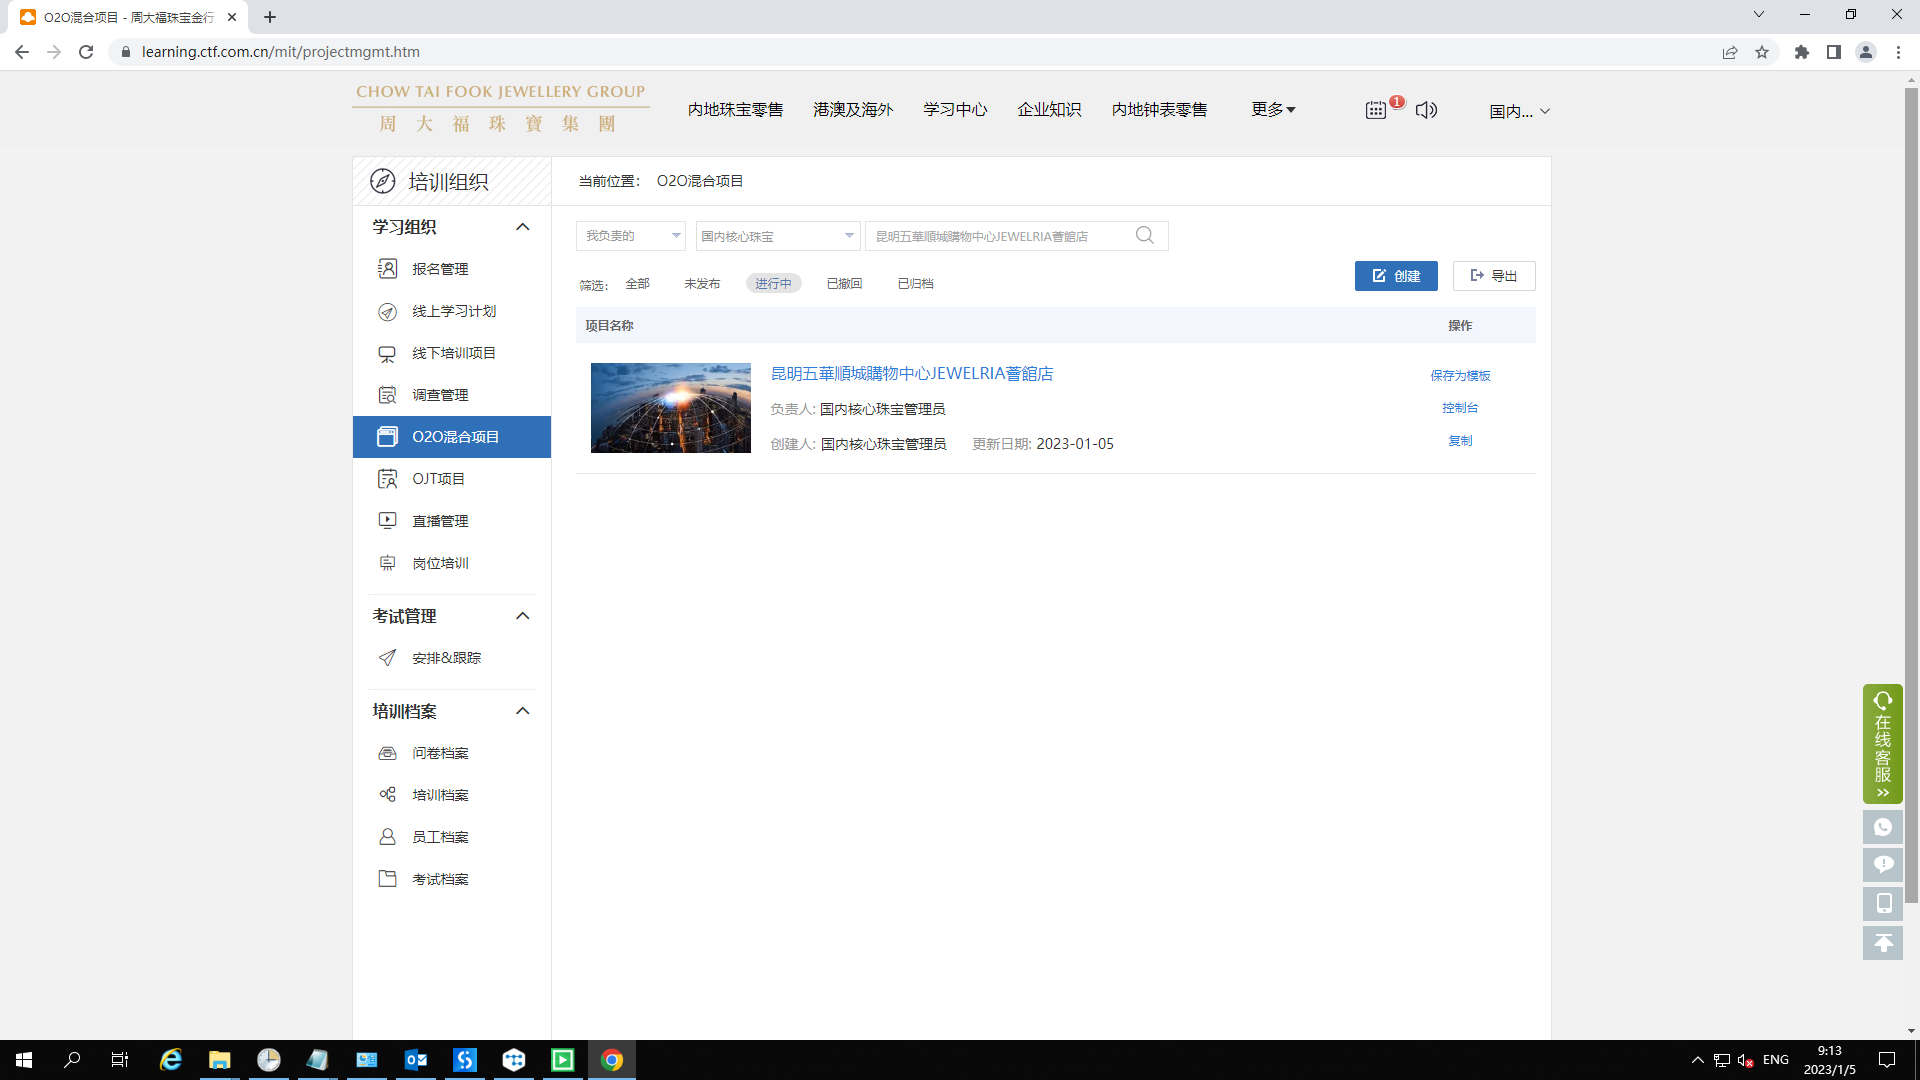 O2O混合项目 - 周大福珠宝金行
learning.ctf.com.cn/mit/projectmgmt.htm
CHOW TAI FOOK JEWELLERY GROUP
周大福珠寶集團
内地珠宝零售 港澳及海外 学习中心 企业知识 内地钟表零售 更多 1 国内...
培训组织
当前位置： O2O混合项目
学习组织
报名管理
线上学习计划
线下培训项目
调查管理
O2O混合项目
OJT项目
直播管理
岗位培训
考试管理
安排&跟踪
培训档案
问卷档案
培训档案
员工档案
考试档案
我负责的 国内核心珠宝 昆明五華順城購物中心JEWELRIA薈館店
筛选: 全部 未发布 进行中 已撤回 已归档
创建 导出
项目名称 操作
昆明五華順城購物中心JEWELRIA薈館店
负责人: 国内核心珠宝管理员
创建人: 国内核心珠宝管理员 更新日期: 2023-01-05
保存为模板
控制台
复制
在线客服
ENG
9:13
2023/1/5